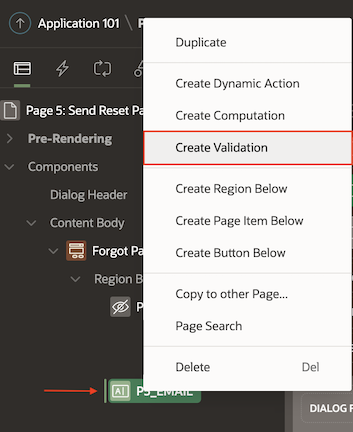 Application 101 \
Duplicate
Create Dynamic Action
Create Computation
Page 5: Send Reset Pa
Create Validation
Pre-Rendering
Components
Create Region Below
Dialog Header
Create Page Item Below
Content Body
Create Button Below
Forgot Pa
Region B
Copy to other Page...
P
Page Search
Delete Del
P5_EMAIL
DIALOG F